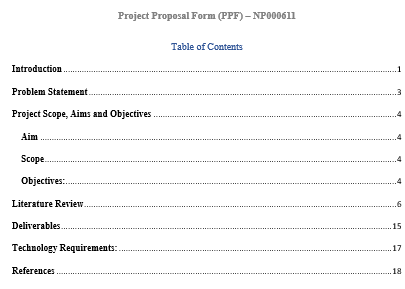 Project Proposal Form (PPF) – NP000611
Table of Contents
Introduction ........ 1
Problem Statement ........ 3
Project Scope, Aims and Objectives ........ 4
Aim ........ 4
Scope ........ 4
Objectives: ........ 4
Literature Review ........ 6
Deliverables ........ 15
Technology Requirements: ........ 17
References ........ 18